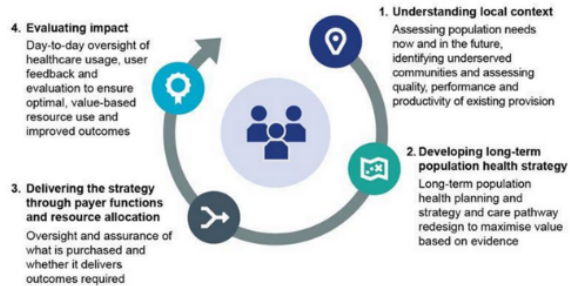 1. Understanding local context
Assessing population needs
now and in the future,
identifying underserved
communities and assessing
quality, performance and
productivity of existing provision
2. Developing long-term
population health strategy
Long-term population
health planning and
strategy and care pathway
redesign to maximise value
based on evidence
3. Delivering the strategy
through payer functions
and resource allocation
Oversight and assurance of
what is purchased and
whether it delivers
outcomes required
4. Evaluating impact
Day-to-day oversight of
healthcare usage, user
feedback and
evaluation to ensure
optimal, value-based
resource use and
improved outcomes